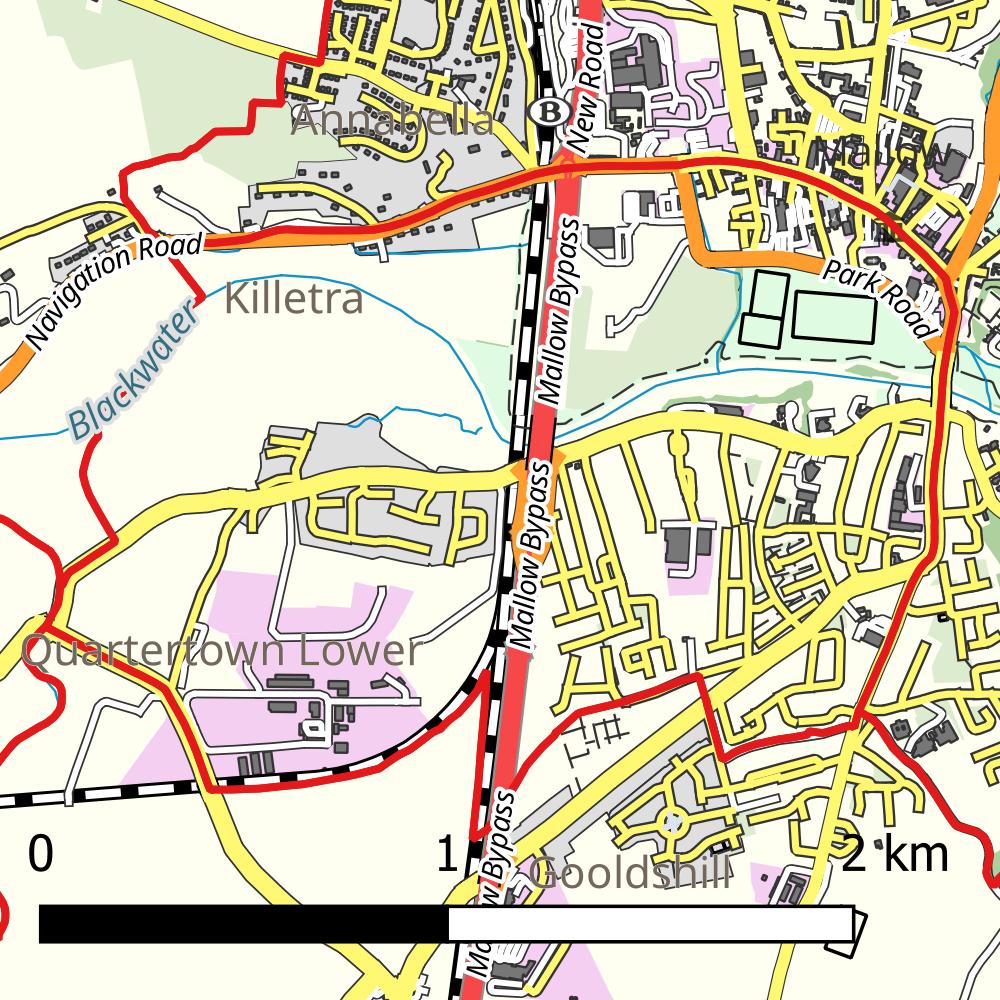 New Road
B
Annabella
Mallow
Navigation Road
Mallow Bypass
Park Road
Killetra
Blackwater
Mallow Bypass
Mallow Bypass
Quartertown Lower
Mallow Bypass
0 1 2 km
Gooldshill